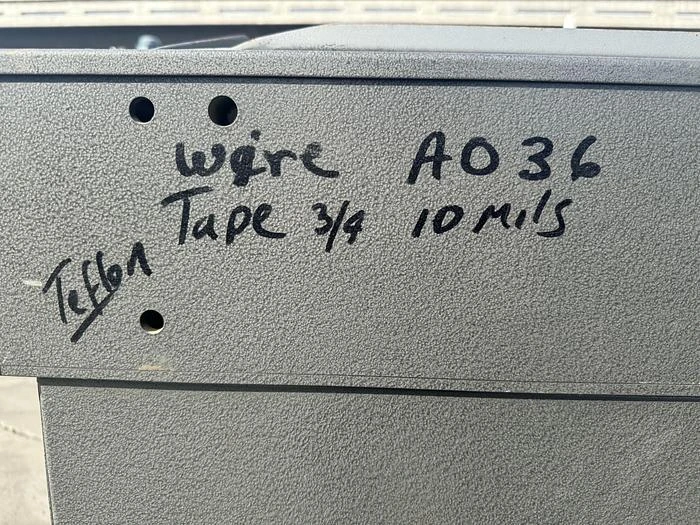 Wire A036
Tape 3/4 10 Mils
Teflon